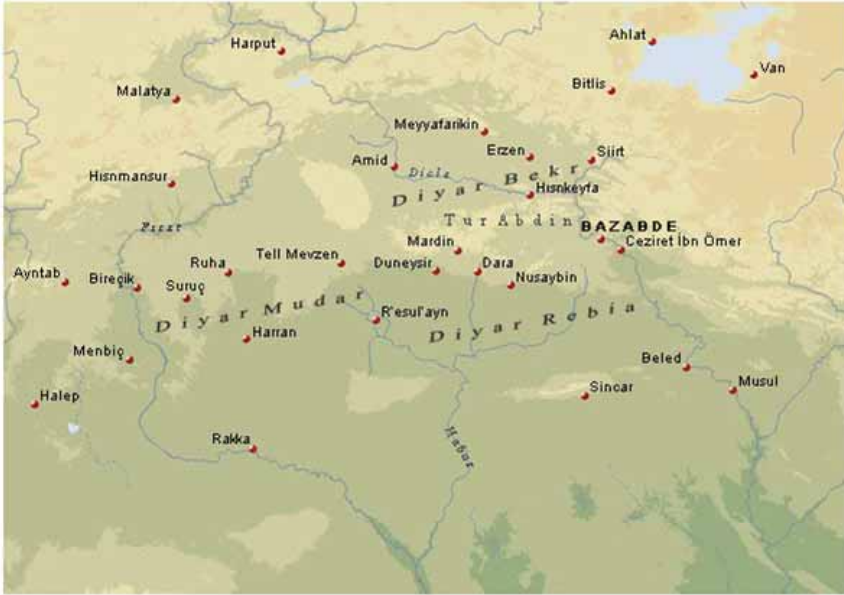 Ahlat
Harput
Van
Bitlis
Malatya
Meyyafarikin
Erzen
Siirt
Amid
Dicle
Hısnmansur
Diyar Bekr
Hısnkeyfa
Tur Abdin
Fırat
BAZABDE
Mardin
Ceziret İbn Ömer
Tell Mevzen
Ruha
Duneysir
Dara
Ayntab
Bireçik
Suruç
Nusaybin
Diyar Mudar
R'esul'ayn
Diyar Rebia
Harran
Menbiç
Beled
Halep
Sincar
Musul
Rakka
Habur